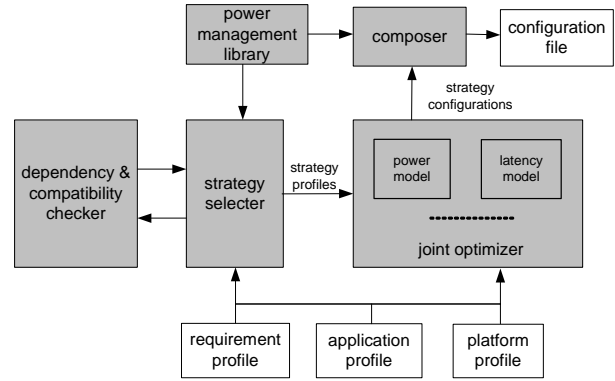 power
management
library
composer
configuration
file
strategy
configurations
dependency &
compatibility
checker
strategy
selecter
strategy
profiles
power
model
latency
model
joint optimizer
requirement
profile
application
profile
platform
profile